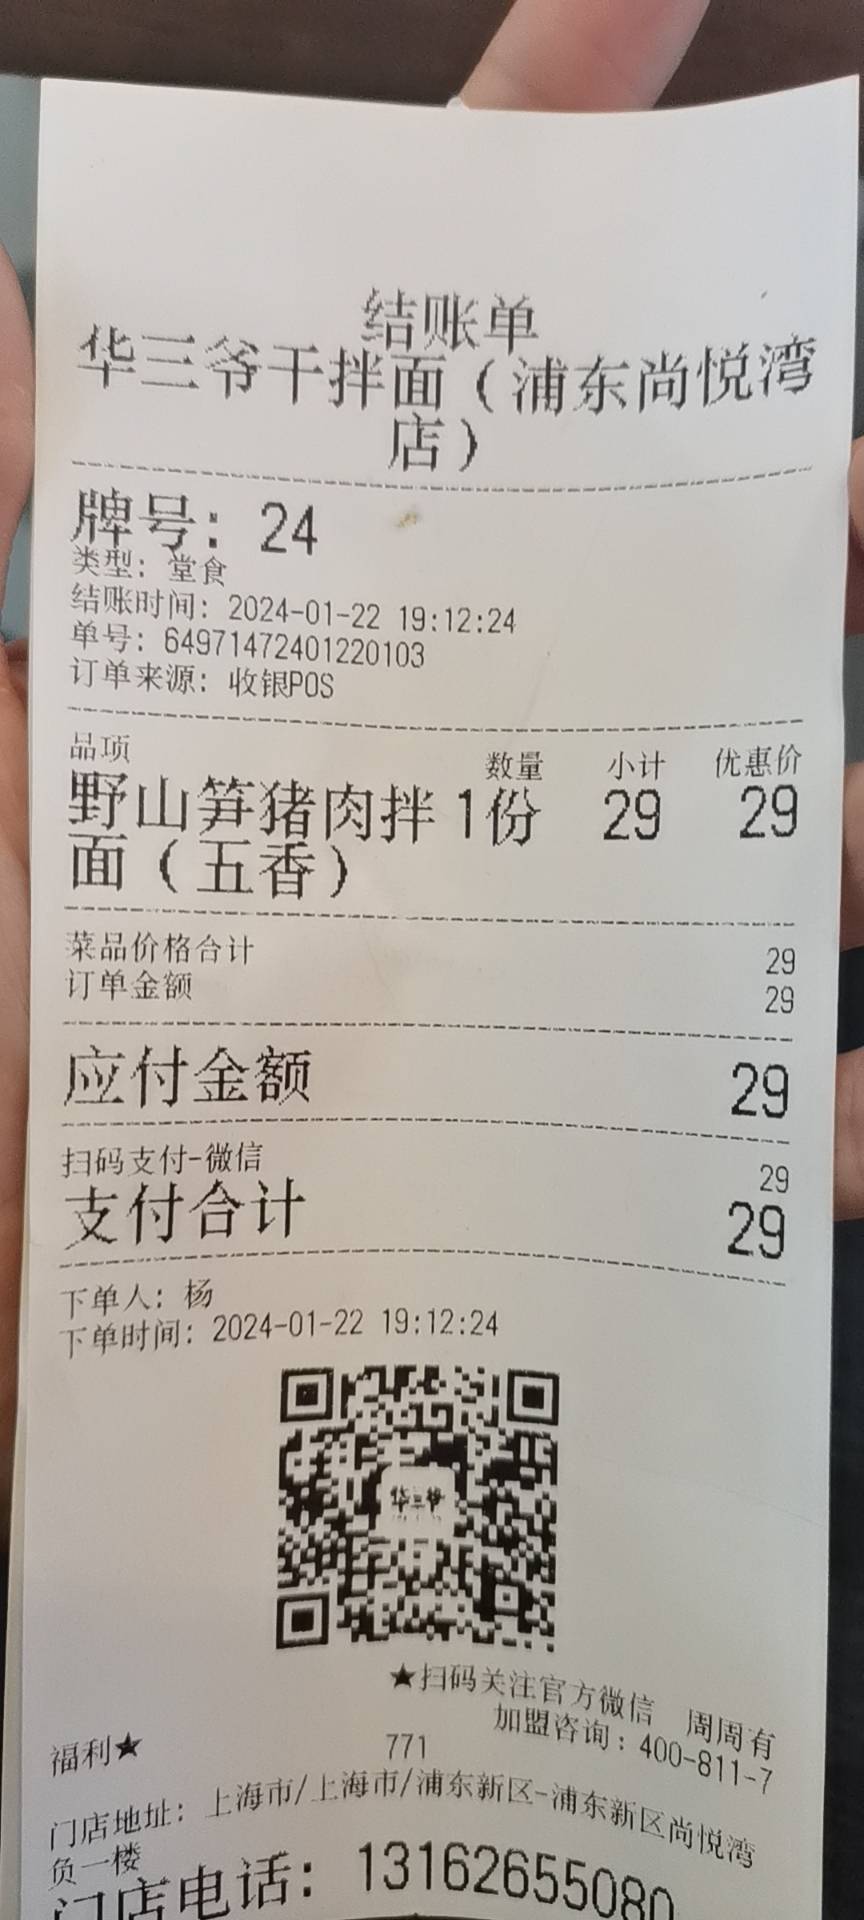 结账单
华三爷干拌面（浦东尚悦湾
店）
牌号：24
类型：堂食
结账时间：2024-01-22 19:12:24
单号：64971472401220103
订单来源：收银POS
品项 数量 小计 优惠价
野山笋猪肉拌 1份 29 29
面（五香）
菜品价格合计 29
订单金额 29
应付金额 29
扫码支付-微信 29
支付合计 29
下单人：杨
下单时间：2024-01-22 19:12:24
华三爷
★扫码关注官方微信 周周有
福利★
加盟咨询：400-811-7
771
门店地址：上海市/上海市/浦东新区-浦东新区尚悦湾
负一楼
门店电话：13162655080